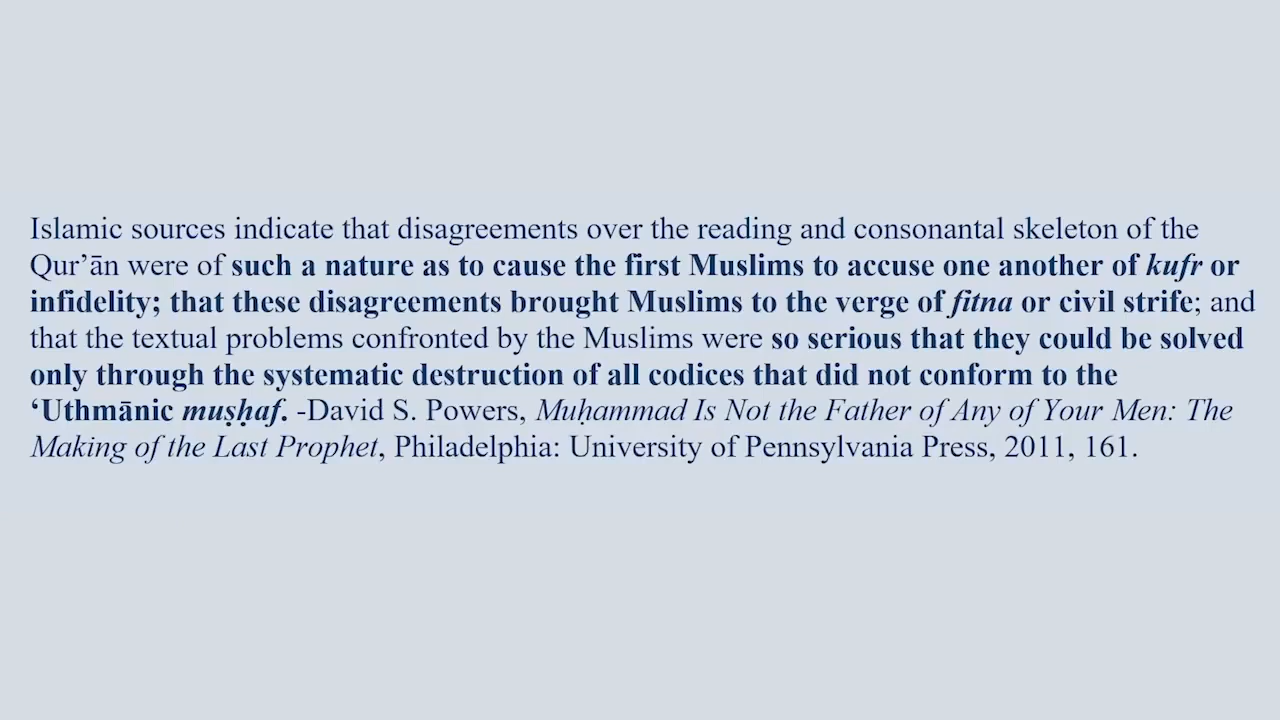 Islamic sources indicate that disagreements over the reading and consonantal skeleton of the
Qur’ān were of such a nature as to cause the first Muslims to accuse one another of kufr or
infidelity; that these disagreements brought Muslims to the verge of fitna or civil strife; and
that the textual problems confronted by the Muslims were so serious that they could be solved
only through the systematic destruction of all codices that did not conform to the
‘Uthmānic muṣḥaf. -David S. Powers, Muḥammad Is Not the Father of Any of Your Men: The
Making of the Last Prophet, Philadelphia: University of Pennsylvania Press, 2011, 161.